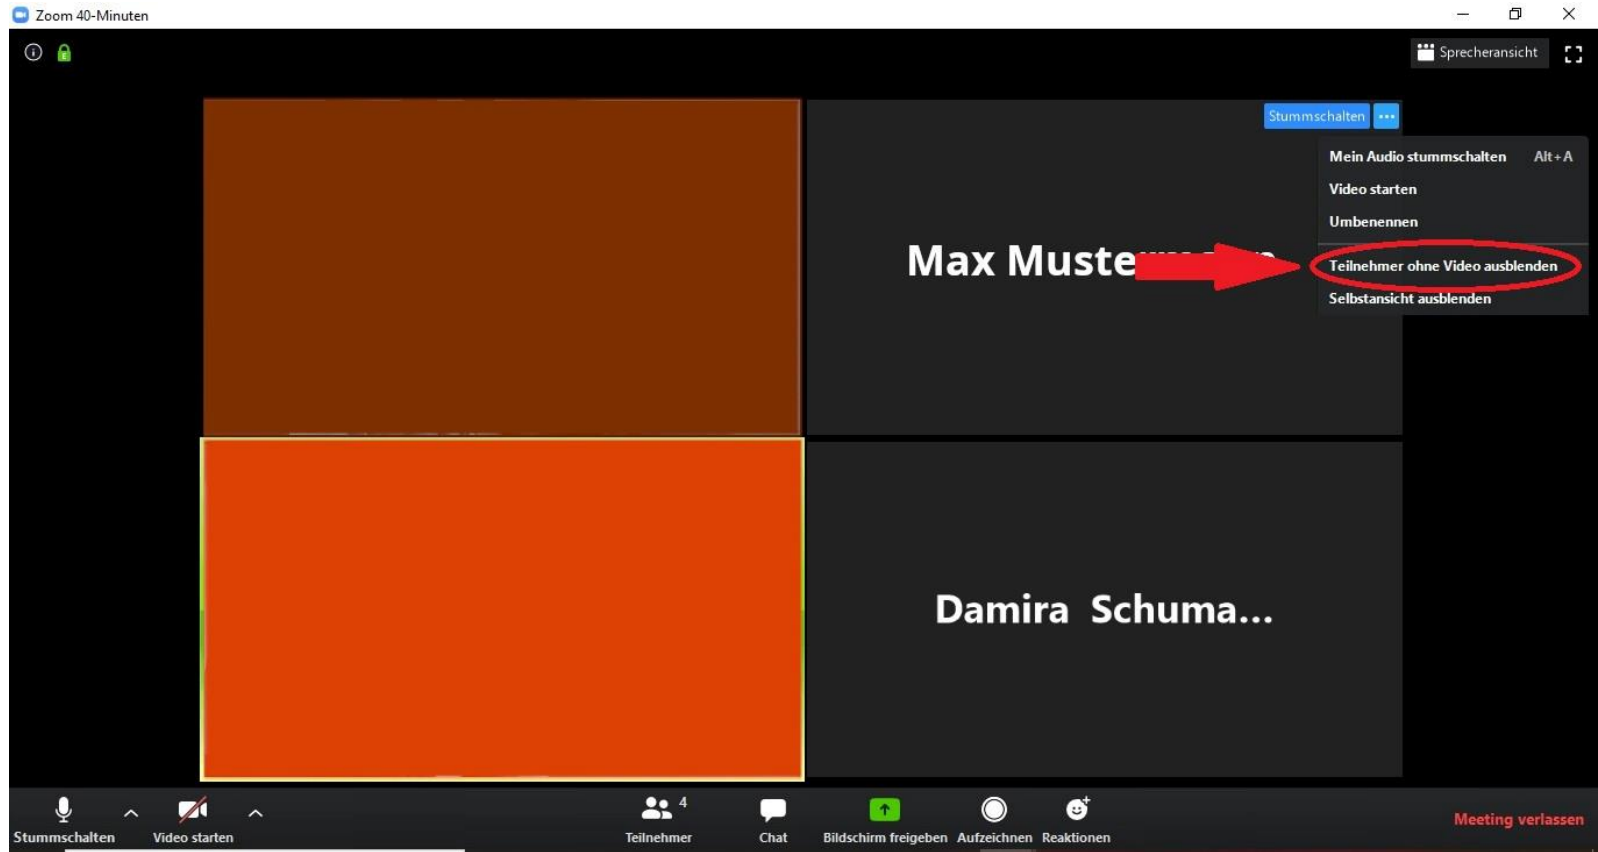 Zoom 40-Minuten
Sprecheransicht
Stummschalten ...
Mein Audio stummschalten Alt+A
Video starten
Umbenennen
Max
Teilnehmer ohne Video ausblenden
Selbstansicht ausblenden
Damira Schuma...
4
Stummschalten Video starten Teilnehmer Chat Bildschirm freigeben Aufzeichnen Reaktionen Meeting verlassen